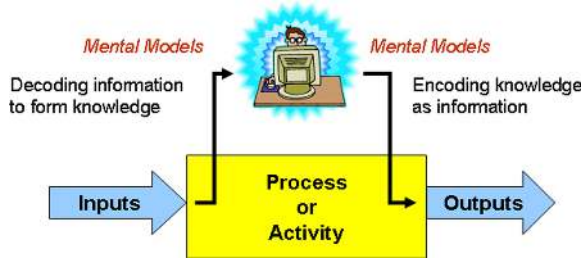 Mental Models
Mental Models
Decoding information
to form knowledge
Encoding knowledge
as information
Inputs
Process
or
Activity
Outputs